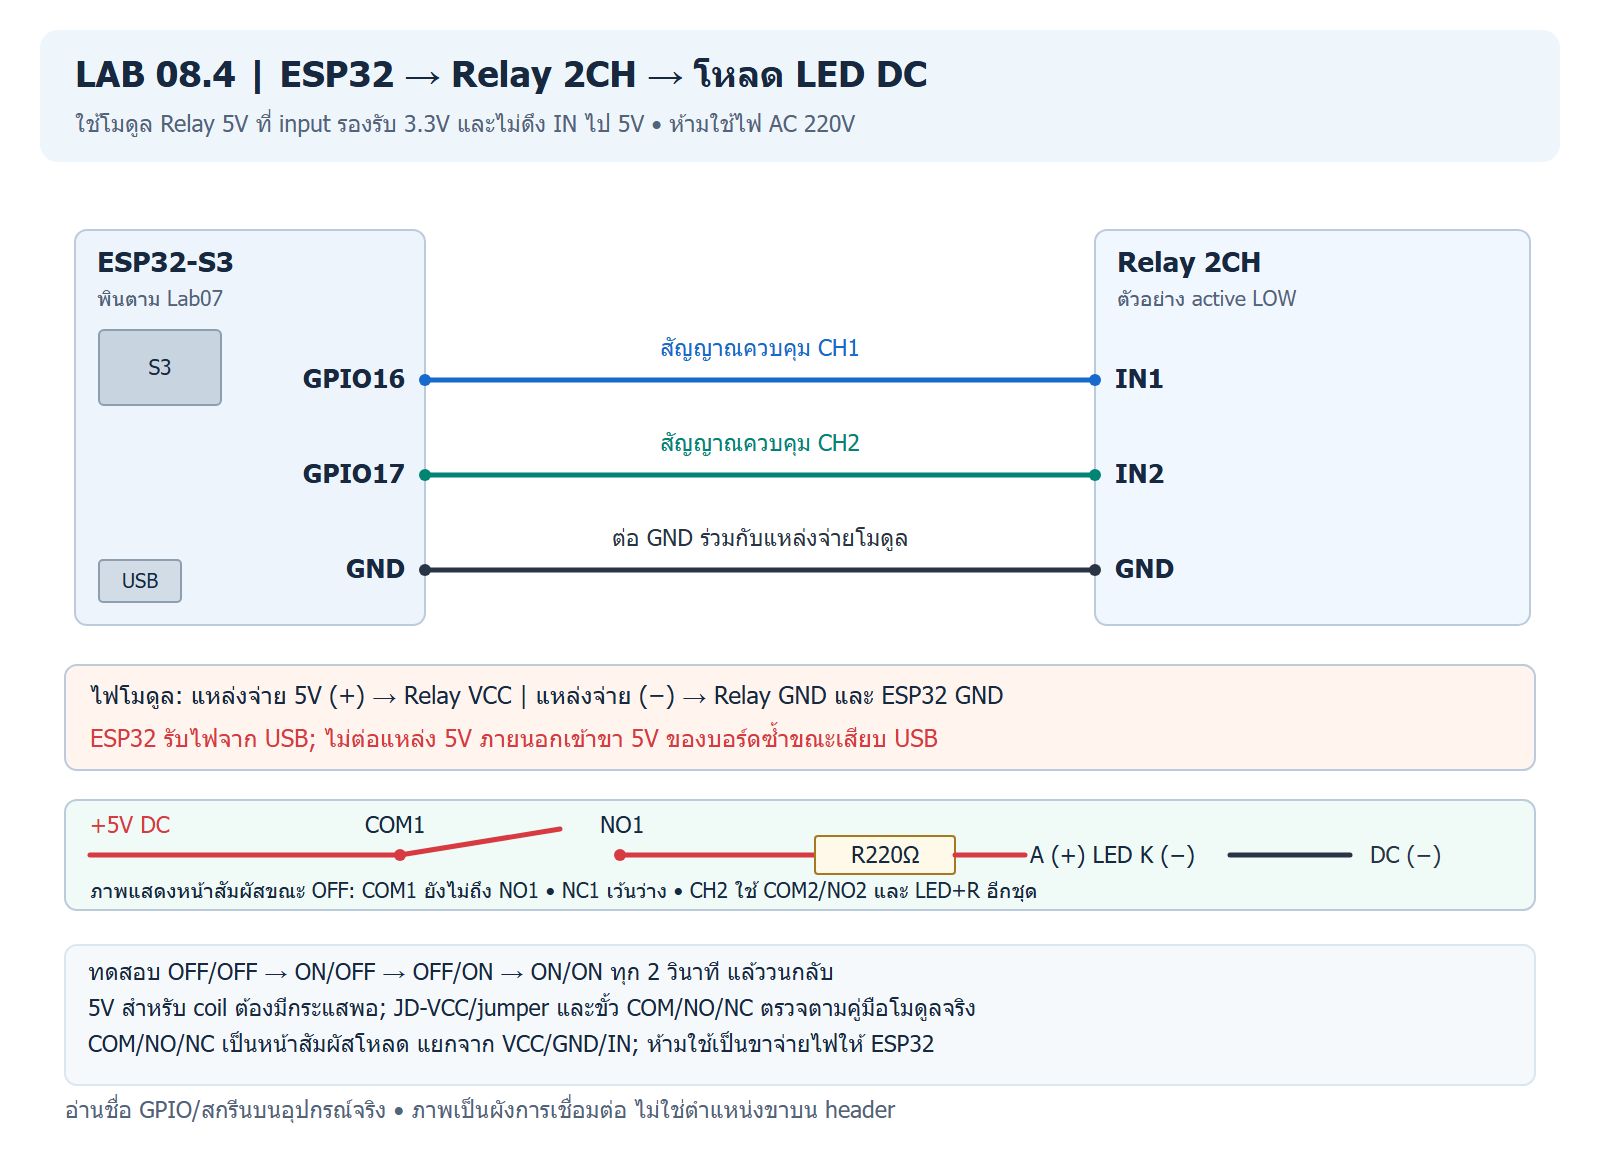 LAB 08.4 | ESP32 → Relay 2CH → โหลด LED DC
ใช้โมดูล Relay 5V ที่ input รองรับ 3.3V และไม่ดึง IN ไป 5V • ห้ามใช้ไฟ AC 220V
ESP32-S3
พินตาม Lab07
S3
GPIO16
GPIO17
USB
GND
สัญญาณควบคุม CH1
สัญญาณควบคุม CH2
ต่อ GND ร่วมกับแหล่งจ่ายโมดูล
Relay 2CH
ตัวอย่าง active LOW
IN1
IN2
GND
ไฟโมดูล: แหล่งจ่าย 5V (+) → Relay VCC | แหล่งจ่าย (−) → Relay GND และ ESP32 GND
ESP32 รับไฟจาก USB; ไม่ต่อแหล่ง 5V ภายนอกเข้าขา 5V ของบอร์ดซ้ำขณะเสียบ USB
+5V DC COM1 NO1
R220Ω A (+) LED K (−) DC (−)
ภาพแสดงหน้าสัมผัสขณะ OFF: COM1 ยังไม่ถึง NO1 • NC1 เว้นว่าง • CH2 ใช้ COM2/NO2 และ LED+R อีกชุด
ทดสอบ OFF/OFF → ON/OFF → OFF/ON → ON/ON ทุก 2 วินาที แล้ววนกลับ
5V สำหรับ coil ต้องมีกระแสพอ; JD-VCC/jumper และขั้ว COM/NO/NC ตรวจตามคู่มือโมดูลจริง
COM/NO/NC เป็นหน้าสัมผัสโหลด แยกจาก VCC/GND/IN; ห้ามใช้เป็นขาจ่ายไฟให้ ESP32
อ่านชื่อ GPIO/สกรีนบนอุปกรณ์จริง • ภาพเป็นผังการเชื่อมต่อ ไม่ใช่ตำแหน่งขาบน header